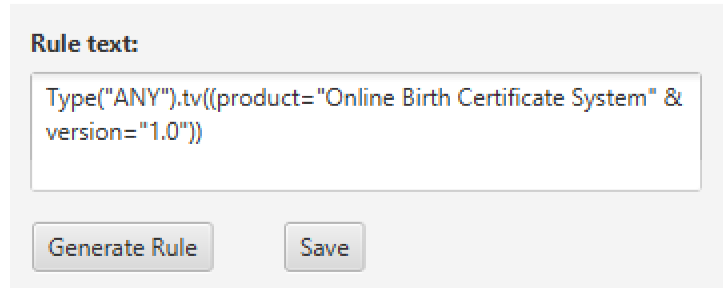 Rule text:
Type("ANY").tv((product="Online Birth Certificate System" &
version="1.0"))
Generate Rule
Save